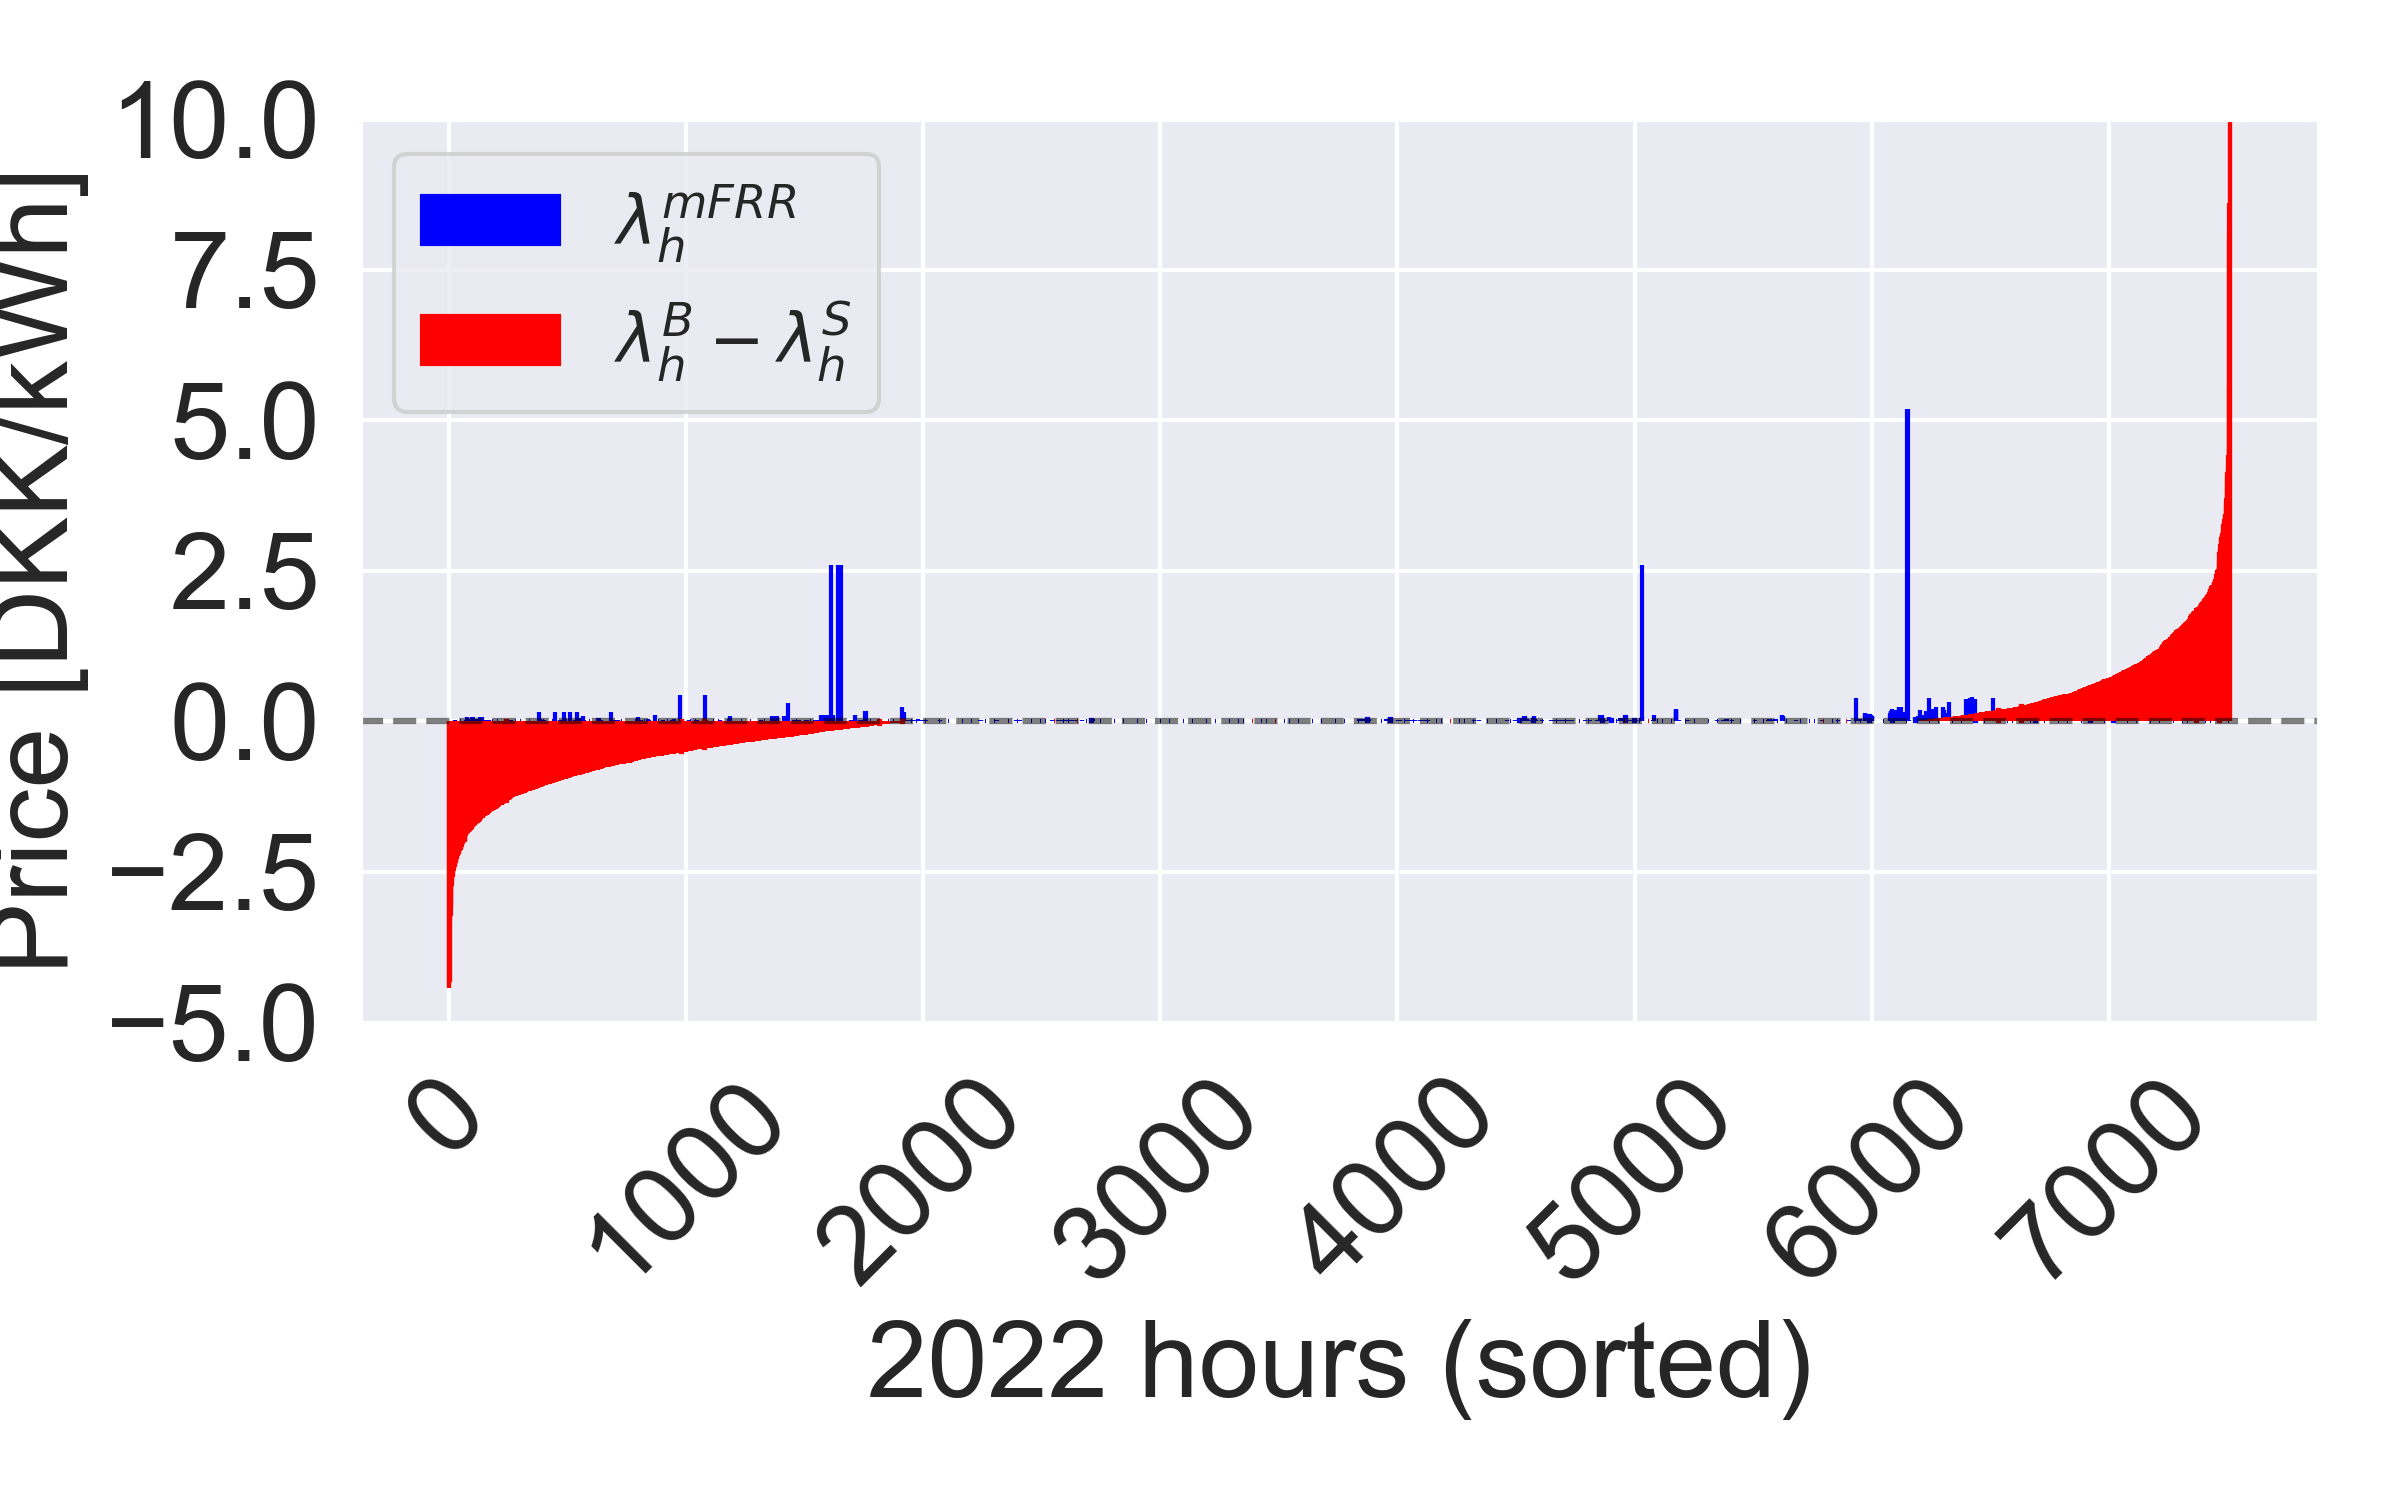 Price [DKK/kWh]
10.0
7.5
5.0
2.5
0.0
−2.5
−5.0
λ_h^{mFRR}
λ_h^B − λ_h^S
0 1000 2000 3000 4000 5000 6000 7000
2022 hours (sorted)